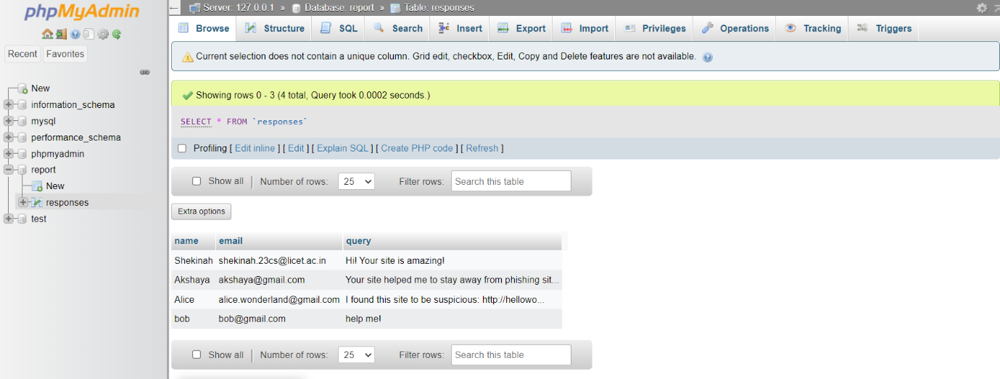 phpMyAdmin
Recent Favorites
New
information_schema
mysql
performance_schema
phpmyadmin
report
New
responses
test
Server: 127.0.0.1 » Database: report » Table: responses
Browse Structure SQL Search Insert Export Import Privileges Operations Tracking Triggers
Current selection does not contain a unique column. Grid edit, checkbox, Edit, Copy and Delete features are not available.
Showing rows 0 - 3 (4 total, Query took 0.0002 seconds.)
SELECT * FROM `responses`
Profiling [ Edit inline ] [ Edit ] [ Explain SQL ] [ Create PHP code ] [ Refresh ]
Show all Number of rows: 25 Filter rows: Search this table
Extra options
name email query
Shekinah shekinah.23cs@licet.ac.in Hi! Your site is amazing!
Akshaya akshaya@gmail.com Your site helped me to stay away from phishing sit...
Alice alice.wonderland@gmail.com I found this site to be suspicious: http://hellowo...
bob bob@gmail.com help me!
Show all Number of rows: 25 Filter rows: Search this table